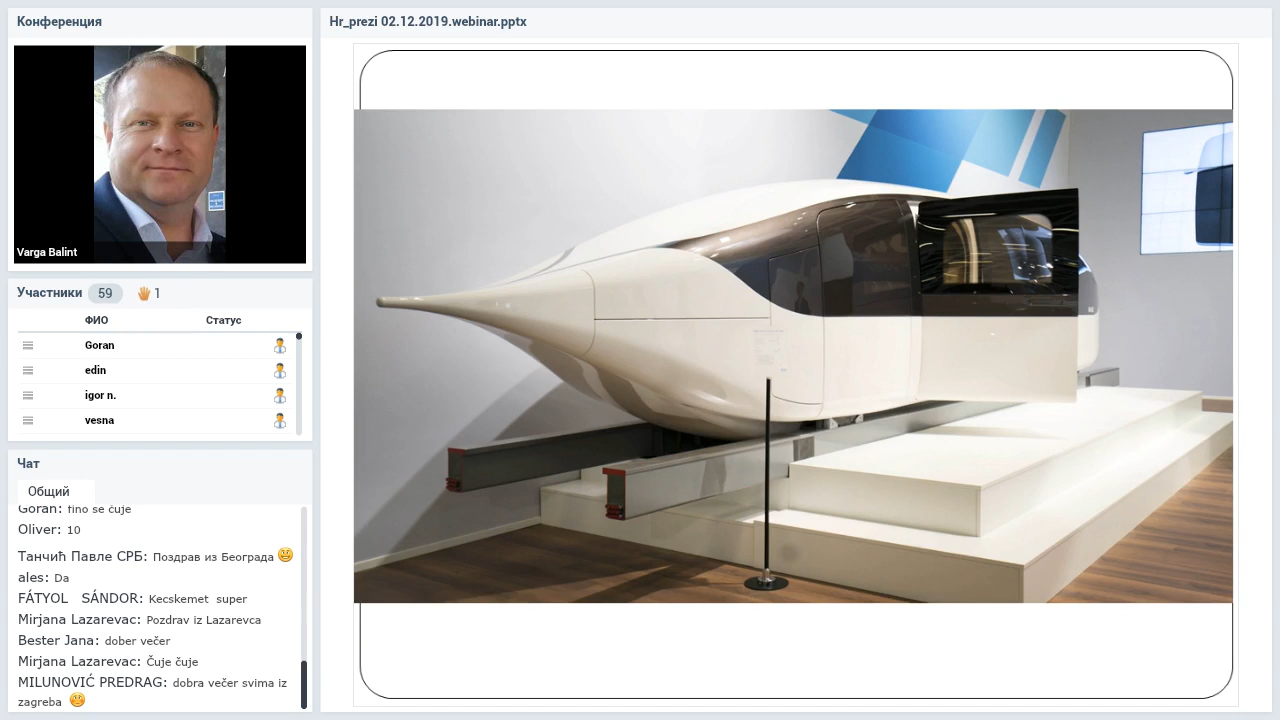 Конференция
Varga Balint
Участники 59 1
ФИО Статус
Goran
edin
igor n.
vesna
Чат
Общий
Goran: fino se čuje
Oliver: 10
Танчић Павле СРБ: Поздрав из Београда
ales: Da
FÁTYOL SÁNDOR: Kecskemet super
Mirjana Lazarevac: Pozdrav iz Lazarevca
Bester Jana: dober večer
Mirjana Lazarevac: Čuje čuje
MILUNOVIĆ PREDRAG: dobra večer svima iz
zagreba
Hr_prezi 02.12.2019.webinar.pptx